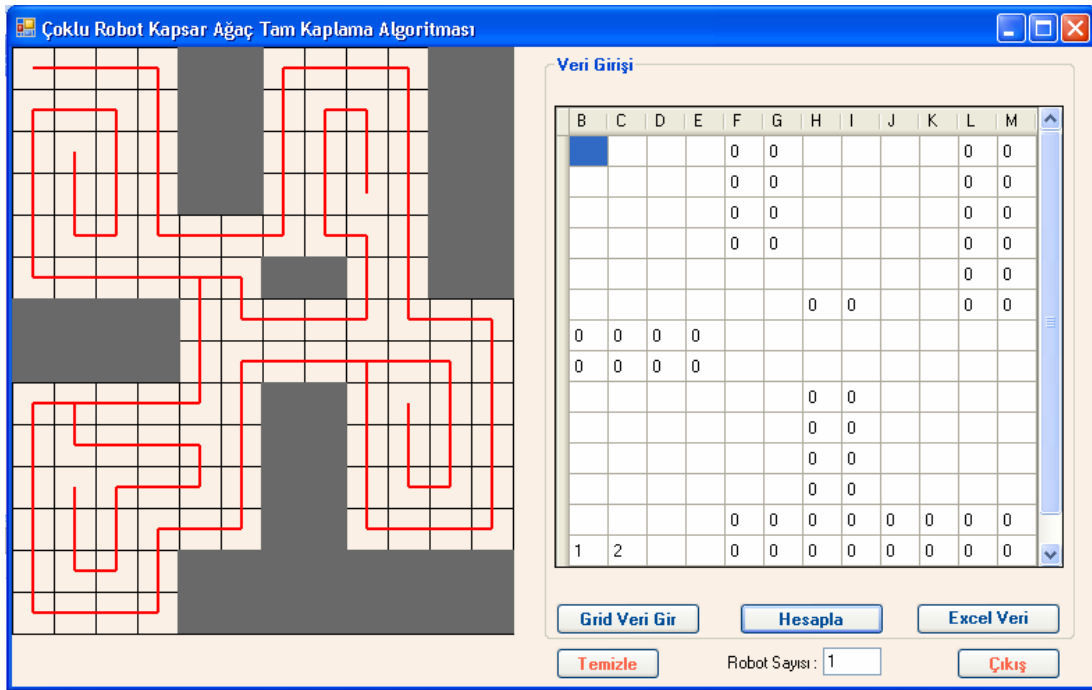 Çoklu Robot Kapsar Ağaç Tam Kaplama Algoritması
Veri Girişi
B C D E F G H I J K L M
0 0 0 0
0 0 0 0
0 0 0 0
0 0 0 0
0 0
0 0 0 0
0 0 0 0
0 0 0 0
0 0
0 0
0 0
0 0
0 0 0 0 0 0 0 0
1 2 0 0 0 0 0 0 0 0
Grid Veri Gir Hesapla Excel Veri
Temizle Robot Sayısı : 1 Çıkış